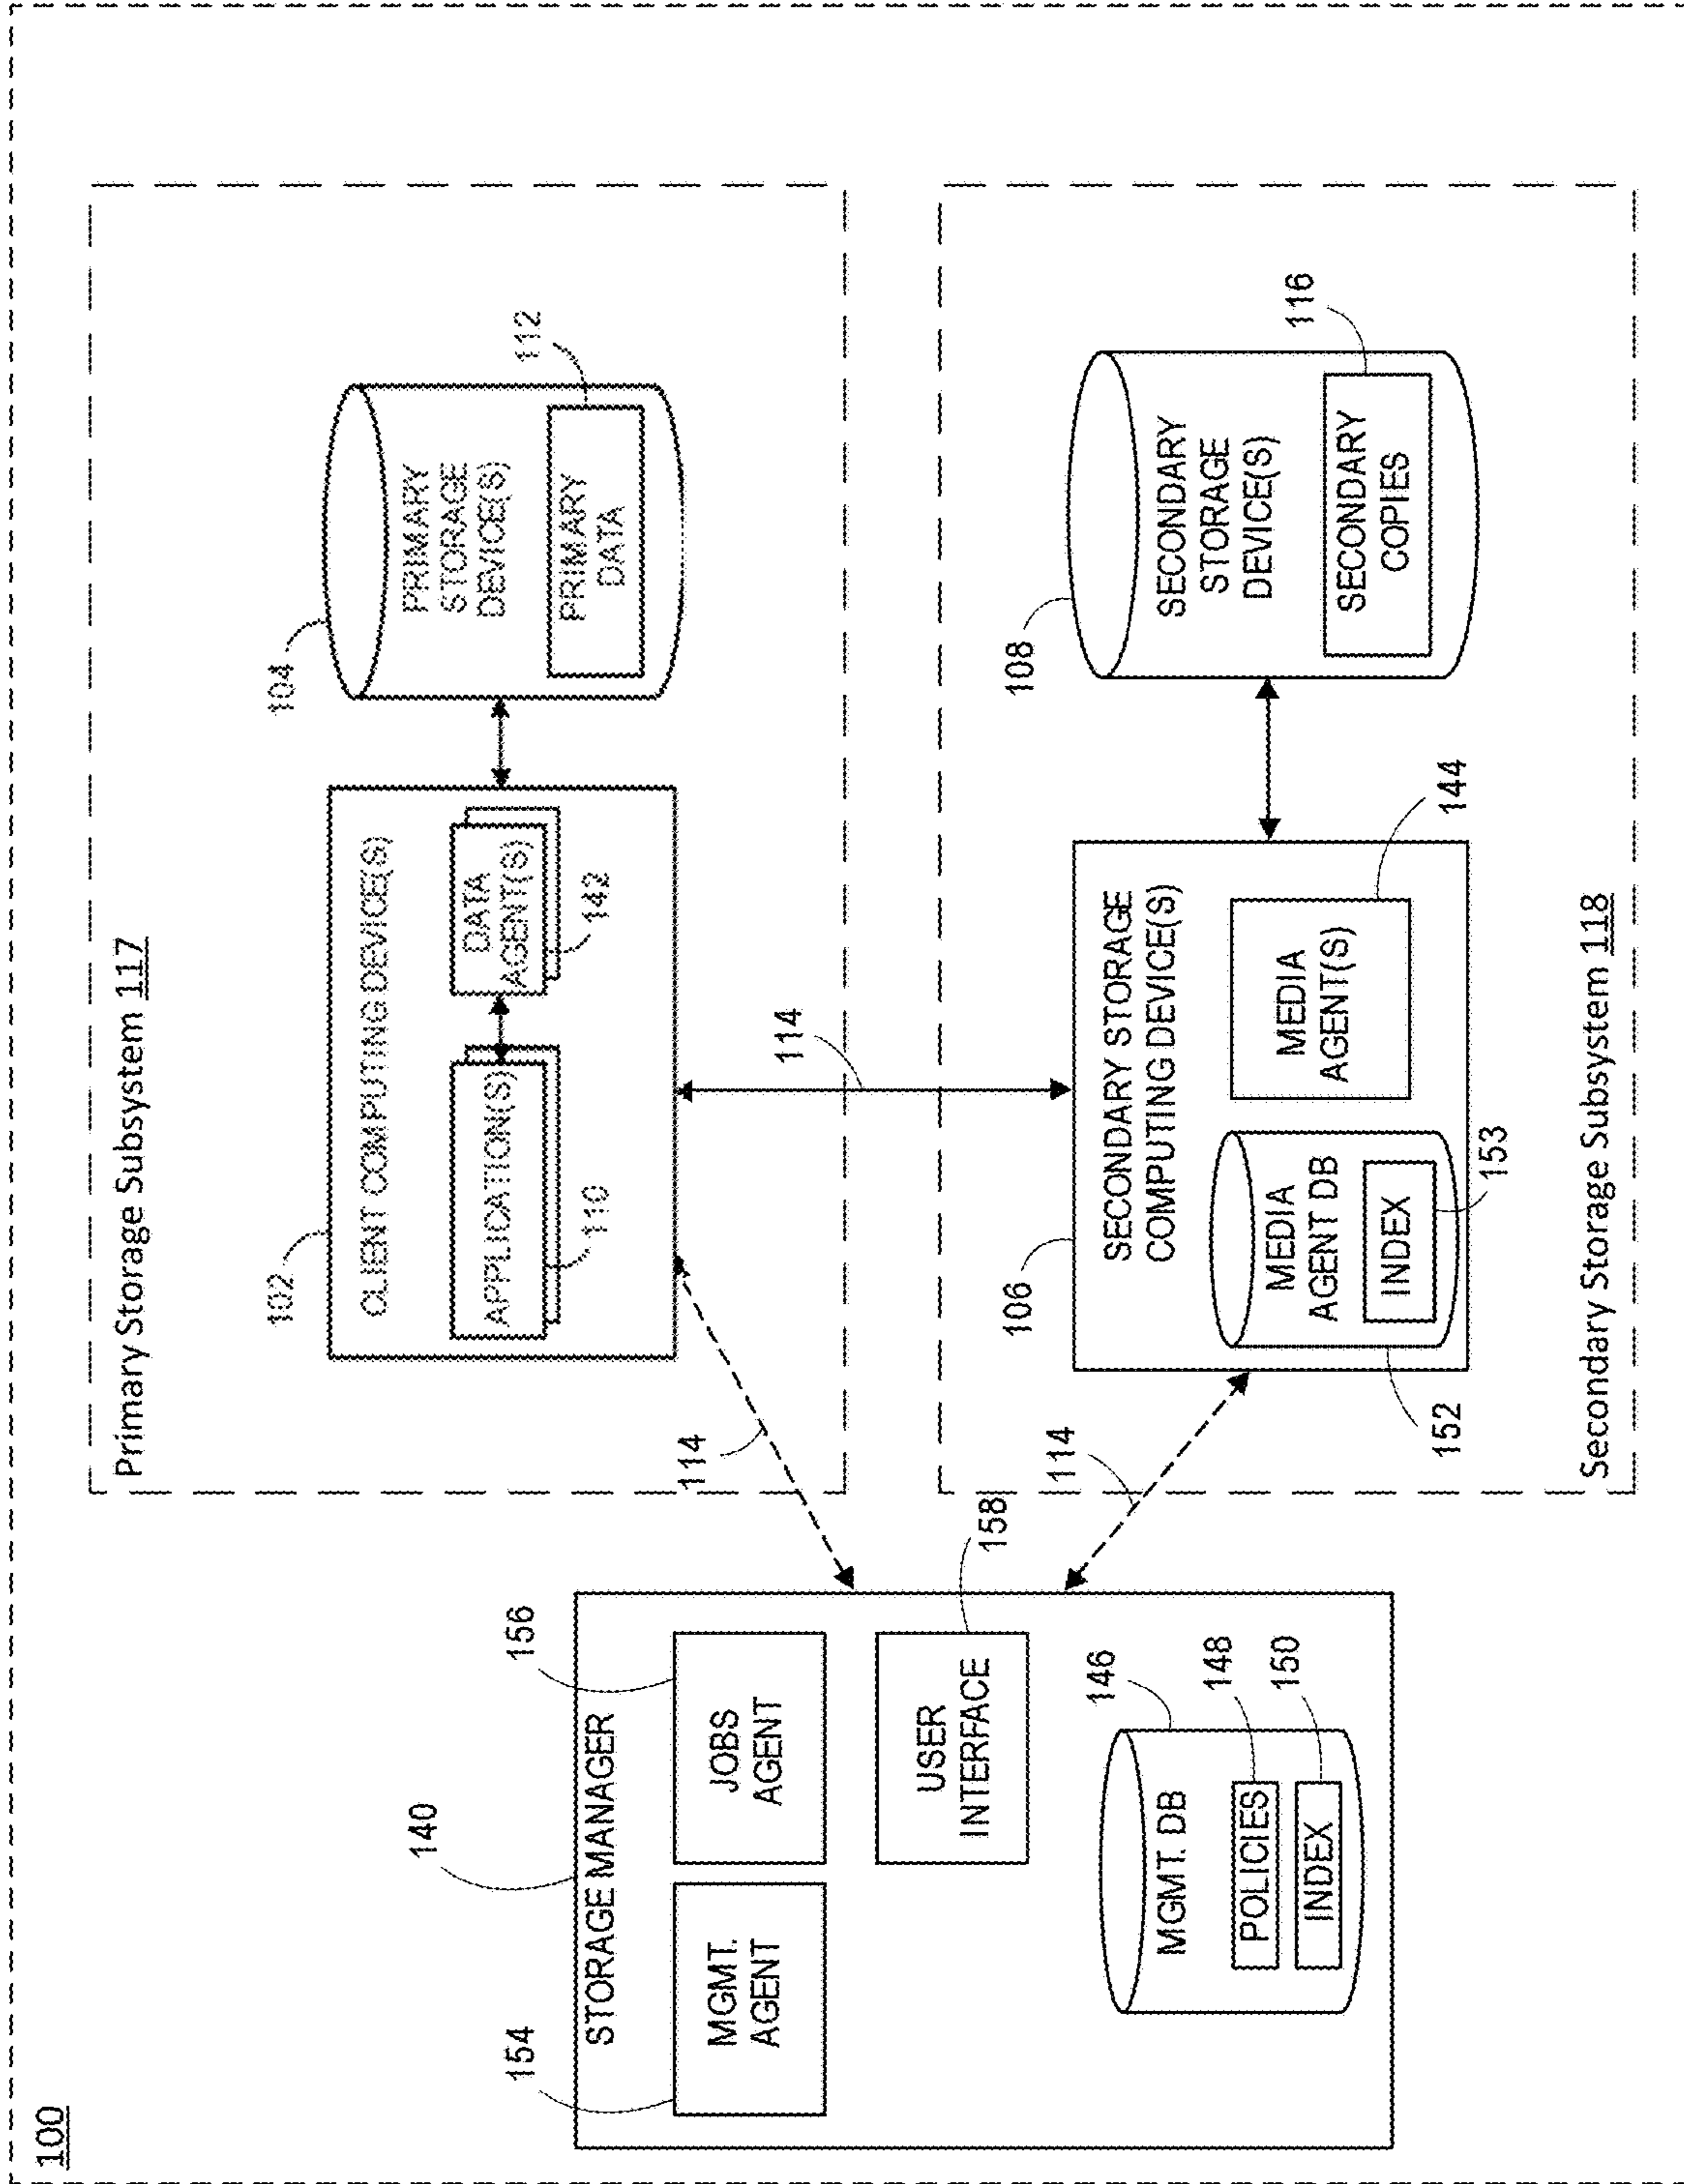 100
Primary Storage Subsystem 117
102
CLIENT COMPUTING DEVICE(S)
APPLICATION(S)
110
DATA
AGENT(S)
142
104
PRIMARY
STORAGE
DEVICE(S)
PRIMARY
DATA
112
140
STORAGE MANAGER
154
MGMT.
AGENT
156
JOBS
AGENT
USER
INTERFACE
158
MGMT. DB
146
POLICIES
148
INDEX
150
114
114
114
106
SECONDARY STORAGE
COMPUTING DEVICE(S)
MEDIA
AGENT DB
INDEX
152
153
MEDIA
AGENT(S)
144
108
SECONDARY
STORAGE
DEVICE(S)
SECONDARY
COPIES
116
Secondary Storage Subsystem 118